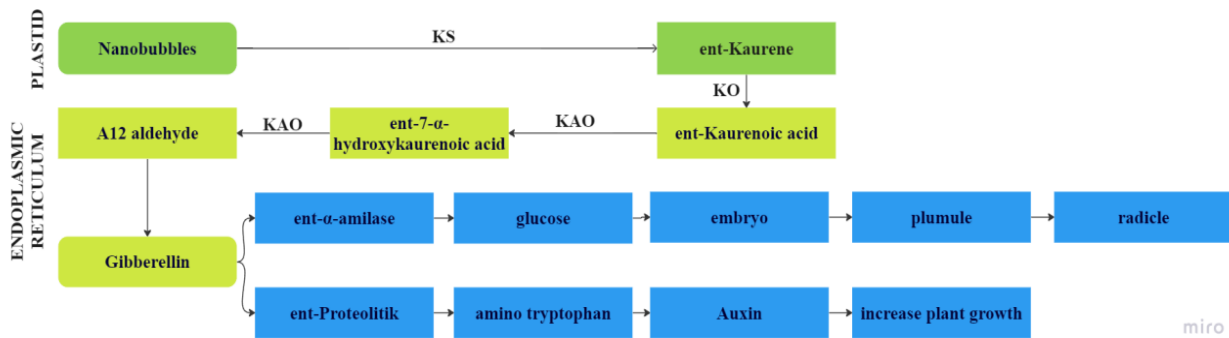 PLASTID
Nanobubbles
KS
ent-Kaurene
KO
ENDOPLASMIC
RETICULUM
A12 aldehyde
KAO
ent-7-α-
hydroxykaurenoic acid
KAO
ent-Kaurenoic acid
Gibberellin
ent-α-amilase
glucose
embryo
plumule
radicle
ent-Proteolitik
amino tryptophan
Auxin
increase plant growth
miro